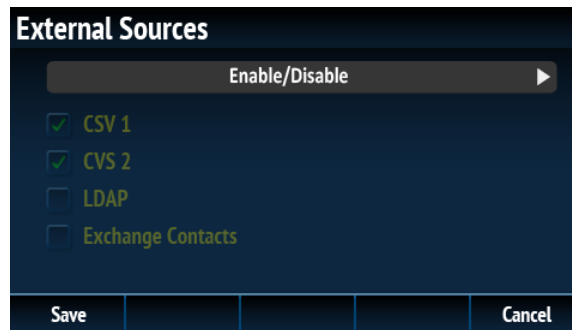 External Sources
Enable/Disable
CSV 1
CVS 2
LDAP
Exchange Contacts
Save Cancel